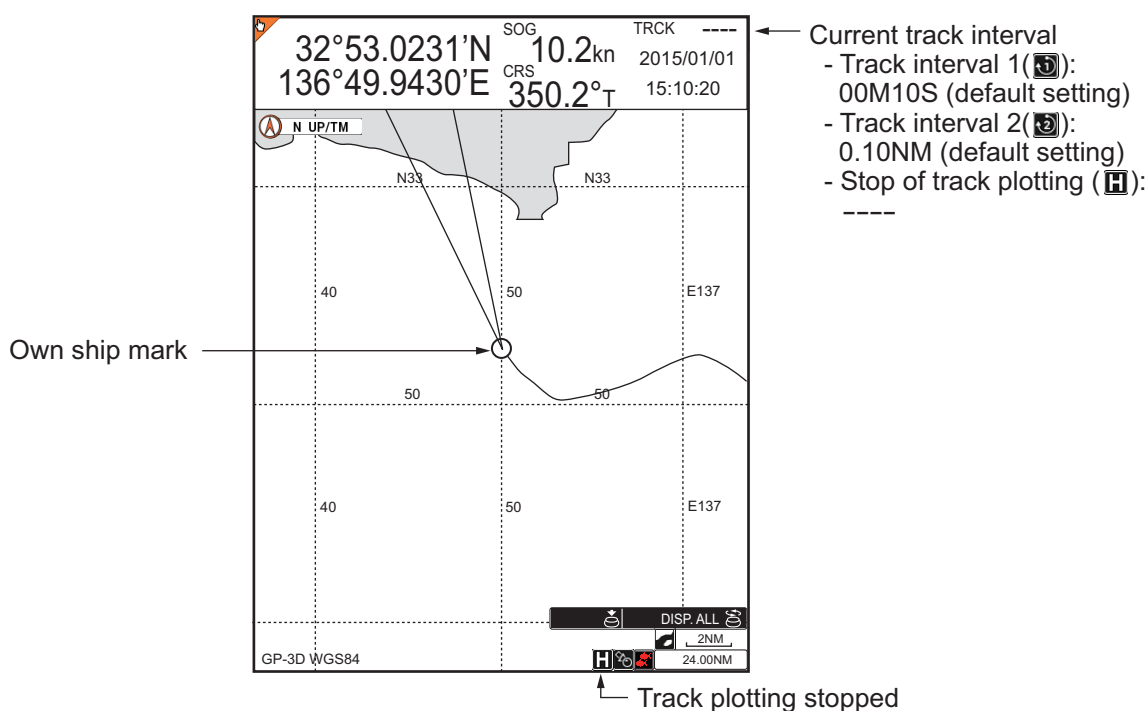 32°53.0231’N
136°49.9430’E
SOG
10.2kn
CRS
350.2°T
TRCK ----
2015/01/01
15:10:20
Current track interval
- Track interval 1(1):
00M10S (default setting)
- Track interval 2(2):
0.10NM (default setting)
- Stop of track plotting (H):
----
N UP/TM
N33
N33
40
50
E137
Own ship mark
50
50
40
50
E137
DISP. ALL
2NM
GP-3D WGS84
H
24.00NM
Track plotting stopped